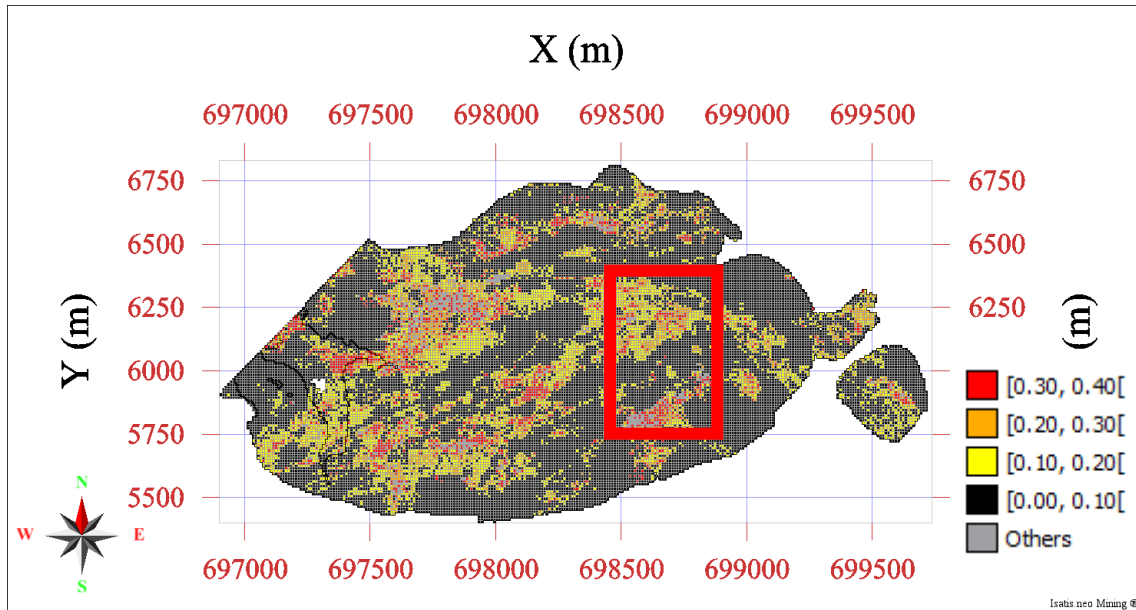 X (m)
697000 697500 698000 698500 699000 699500
6750 6750
6500 6500
6250 6250
Y (m) (m)
6000
5750
5500
[0.30, 0.40[
[0.20, 0.30[
[0.10, 0.20[
[0.00, 0.10[
Others
N
W E
S
697000 697500 698000 698500 699000 699500
Isatis.neo Mining ®